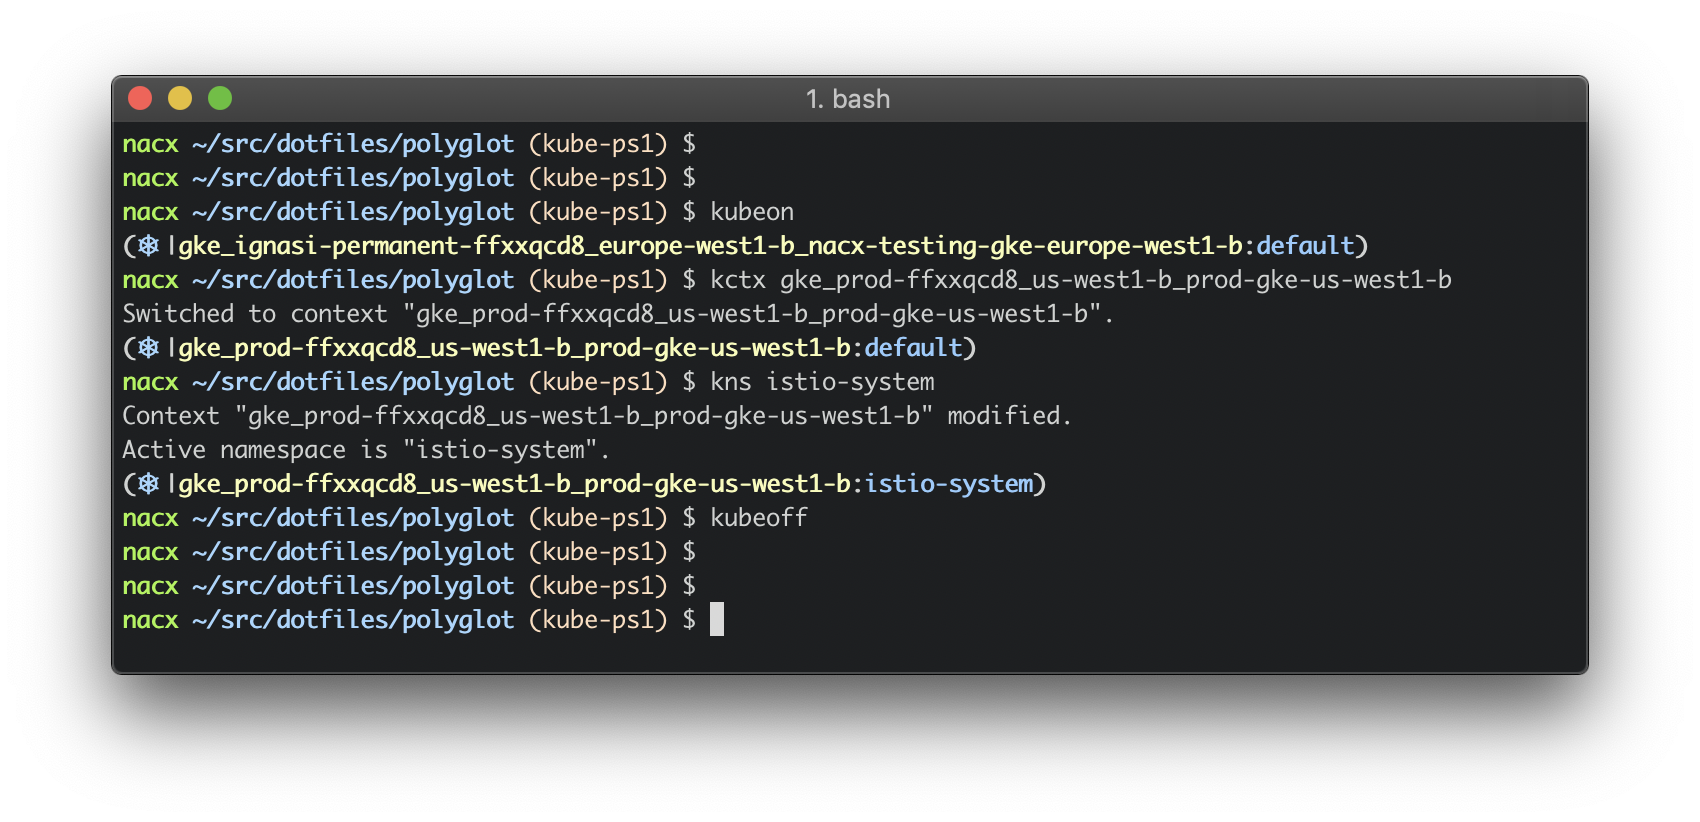 1. bash
nacx ~/src/dotfiles/polyglot (kube-ps1) $
nacx ~/src/dotfiles/polyglot (kube-ps1) $
nacx ~/src/dotfiles/polyglot (kube-ps1) $ kubeon
(⎈ |gke_ignasi-permanent-ffxxqcd8_europe-west1-b_nacx-testing-gke-europe-west1-b:default)
nacx ~/src/dotfiles/polyglot (kube-ps1) $ kctx gke_prod-ffxxqcd8_us-west1-b_prod-gke-us-west1-b
Switched to context "gke_prod-ffxxqcd8_us-west1-b_prod-gke-us-west1-b".
(⎈ |gke_prod-ffxxqcd8_us-west1-b_prod-gke-us-west1-b:default)
nacx ~/src/dotfiles/polyglot (kube-ps1) $ kns istio-system
Context "gke_prod-ffxxqcd8_us-west1-b_prod-gke-us-west1-b" modified.
Active namespace is "istio-system".
(⎈ |gke_prod-ffxxqcd8_us-west1-b_prod-gke-us-west1-b:istio-system)
nacx ~/src/dotfiles/polyglot (kube-ps1) $ kubeoff
nacx ~/src/dotfiles/polyglot (kube-ps1) $
nacx ~/src/dotfiles/polyglot (kube-ps1) $
nacx ~/src/dotfiles/polyglot (kube-ps1) $